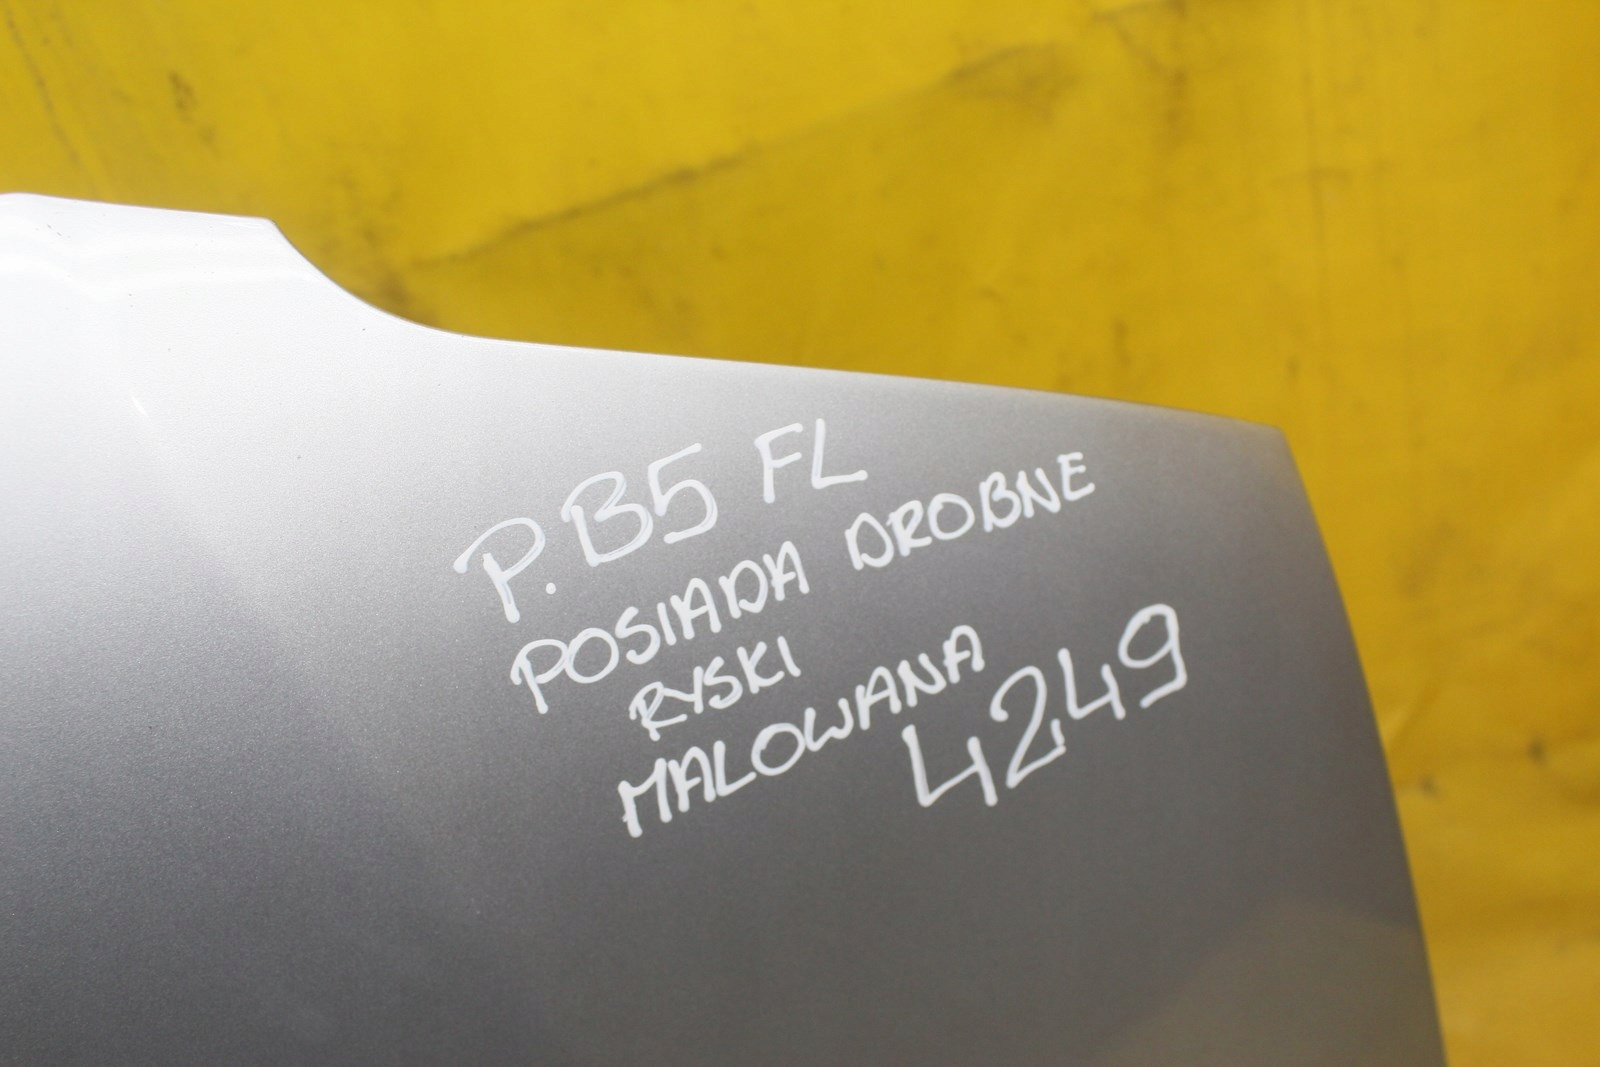 P. B5 FL
POSIADA DROBNE
RYSKI
MALOWANA
4249